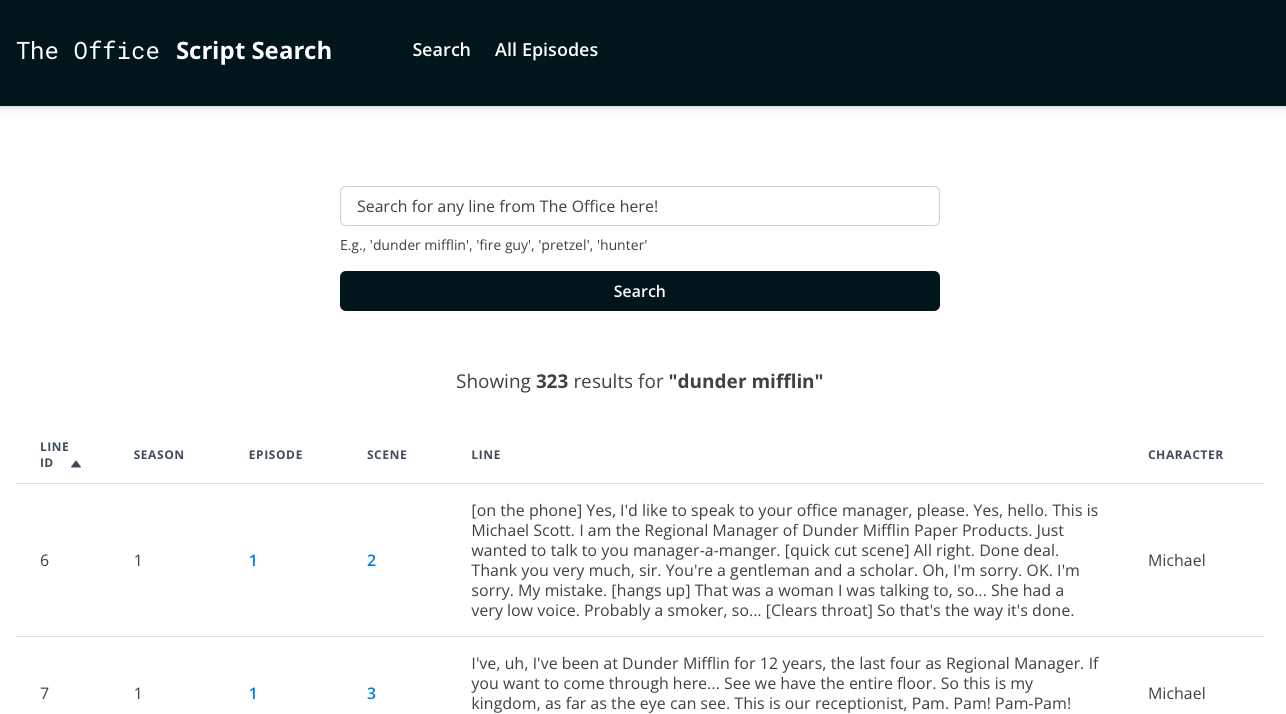 The Office Script Search Search All Episodes
Search for any line from The Office here!
E.g., 'dunder mifflin', 'fire guy', 'pretzel', 'hunter'
Search
Showing 323 results for "dunder mifflin"
LINE ID SEASON EPISODE SCENE LINE CHARACTER
[on the phone] Yes, I'd like to speak to your office manager, please. Yes, hello. This is
Michael Scott. I am the Regional Manager of Dunder Mifflin Paper Products. Just
wanted to talk to you manager-a-manger. [quick cut scene] All right. Done deal.
6 1 1 2 Thank you very much, sir. You're a gentleman and a scholar. Oh, I'm sorry. OK. I'm Michael
sorry. My mistake. [hangs up] That was a woman I was talking to, so... She had a
very low voice. Probably a smoker, so... [Clears throat] So that's the way it's done.
I've, uh, I've been at Dunder Mifflin for 12 years, the last four as Regional Manager. If
7 1 1 3 you want to come through here... See we have the entire floor. So this is my Michael
kingdom, as far as the eye can see. This is our receptionist, Pam. Pam! Pam-Pam!